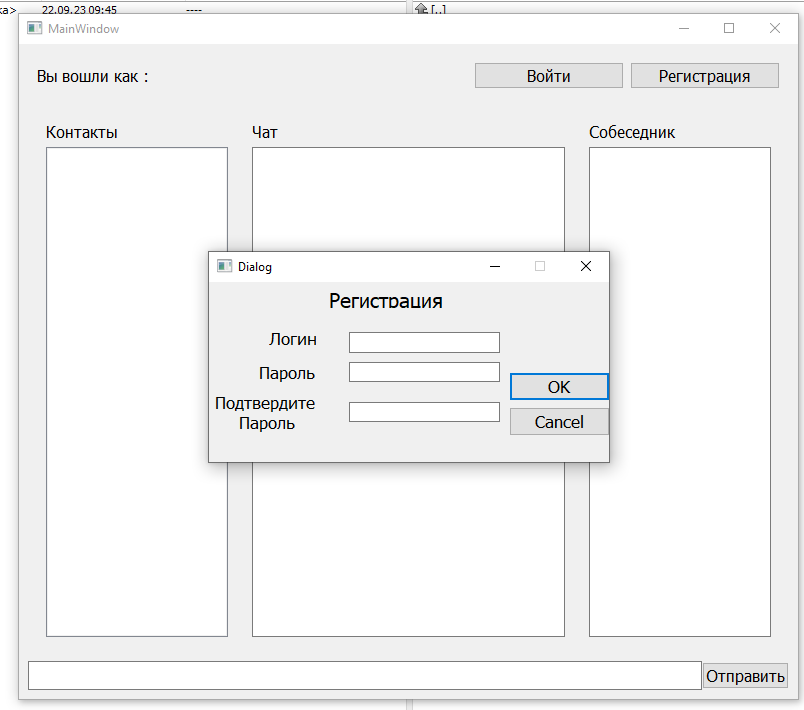 ка> 22.09.23 09:45 ---- [..]
MainWindow
Вы вошли как :
Войти
Регистрация
Контакты
Чат
Собеседник
Dialog
Регистрация
Логин
Пароль
Подтвердите
Пароль
OK
Cancel
Отправить